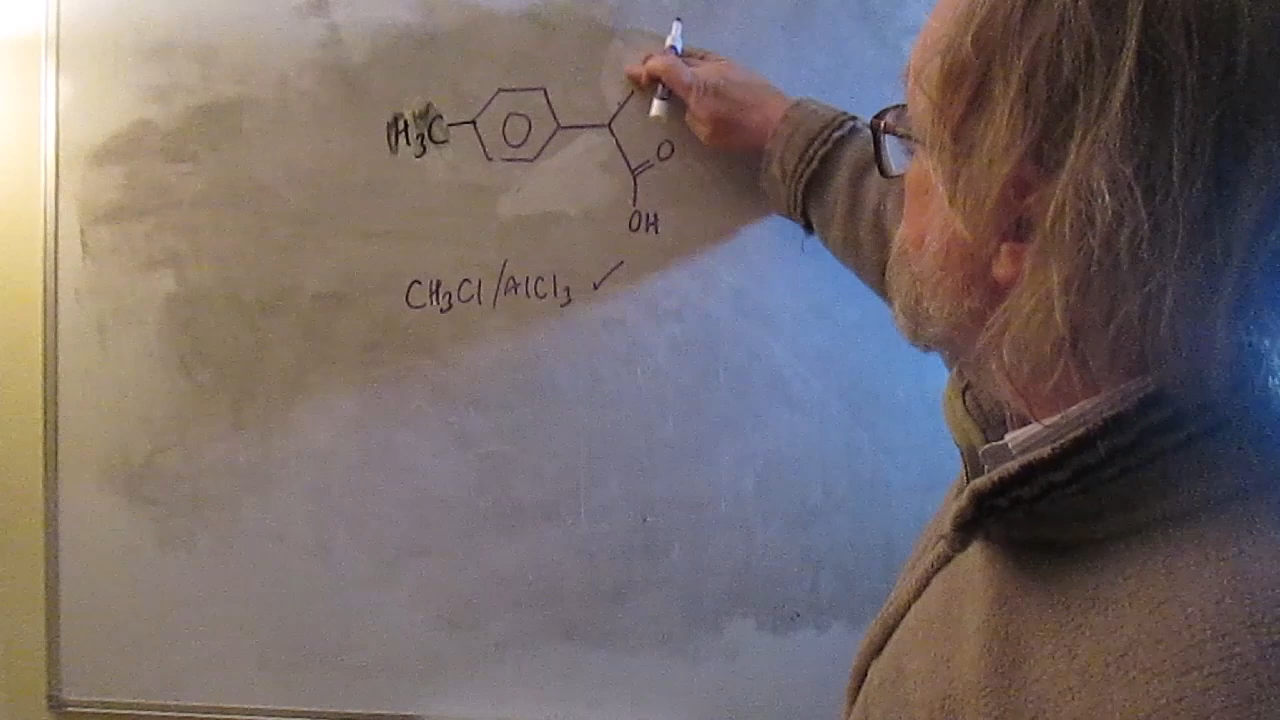 H₃C
O
O
OH
CH₃Cl/AlCl₃ ✓